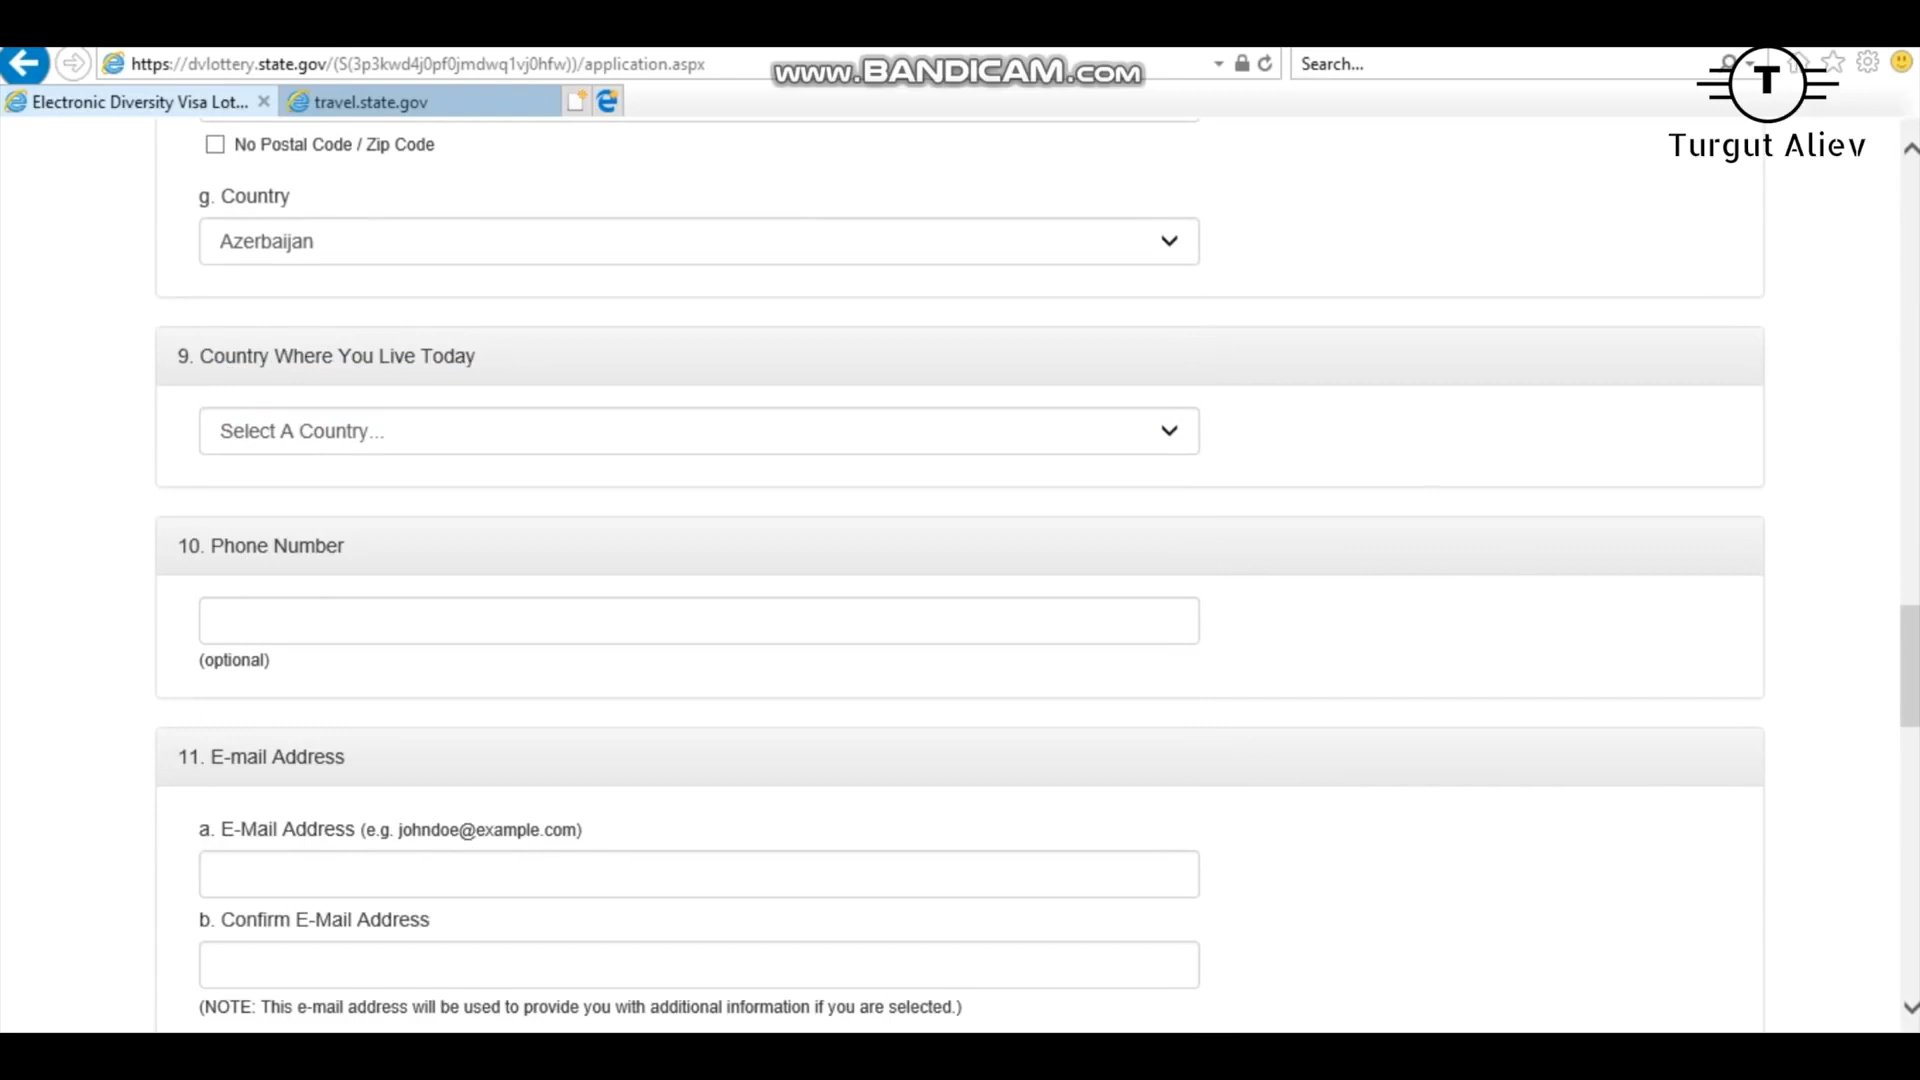 https://dvlottery.state.gov/(S(3p3kwd4j0pf0jmdwq1vj0hfw))/application.aspx
www.BANDICAM.com
Search...
T
Electronic Diversity Visa Lot...
travel.state.gov
Turgut Aliev
No Postal Code / Zip Code
g. Country
Azerbaijan
9. Country Where You Live Today
Select A Country...
10. Phone Number
(optional)
11. E-mail Address
a. E-Mail Address (e.g. johndoe@example.com)
b. Confirm E-Mail Address
(NOTE: This e-mail address will be used to provide you with additional information if you are selected.)